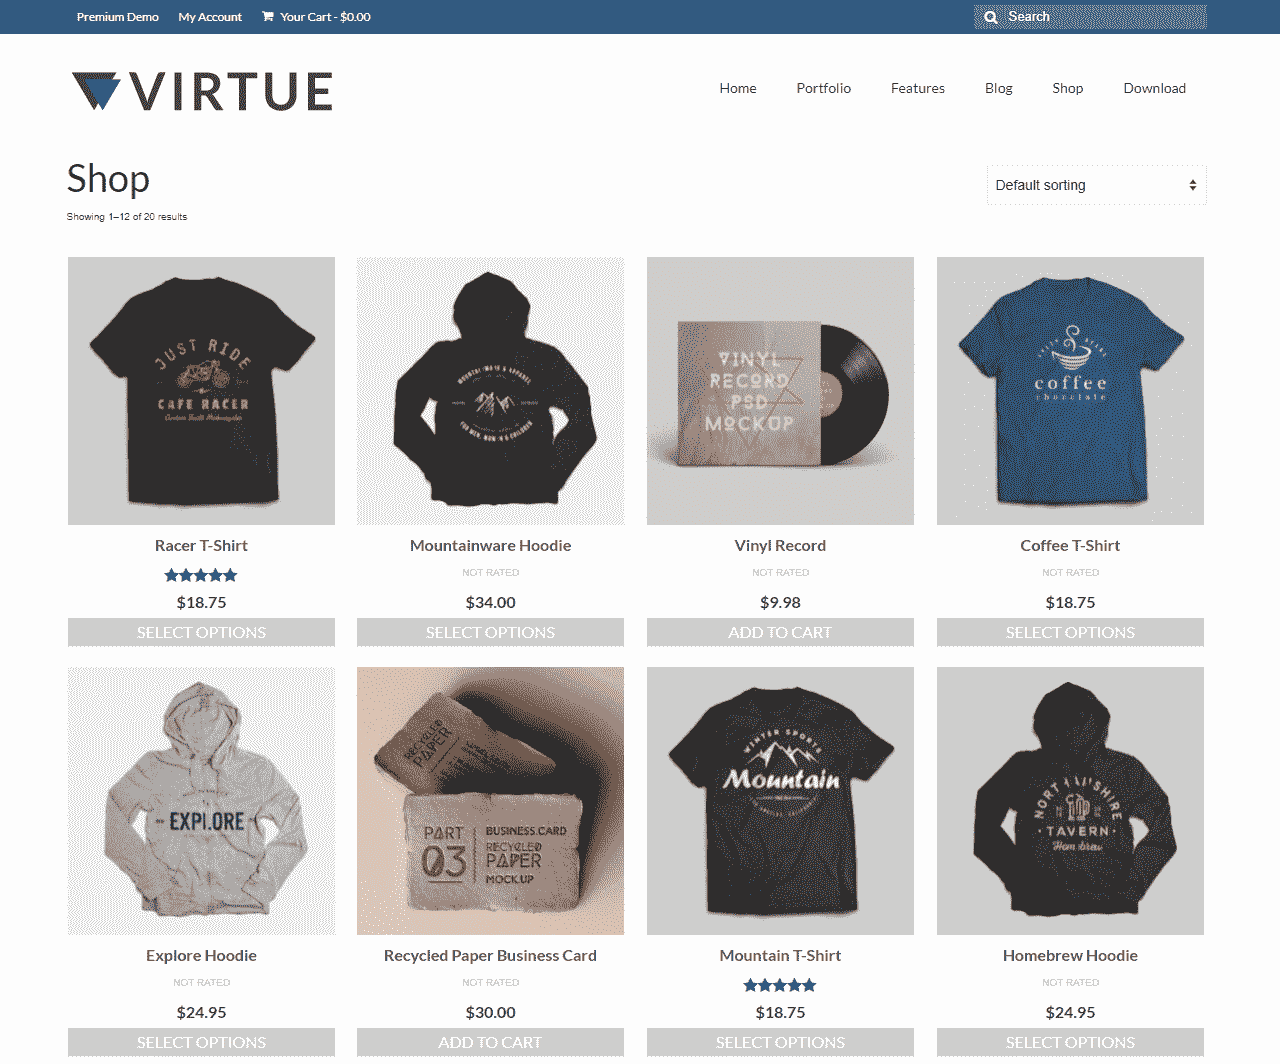 Premium Demo My Account Your Cart - $0.00 Search
VIRTUE
Home Portfolio Features Blog Shop Download
Shop
Default sorting
Showing 1–12 of 20 results
JUST RIDE
CAFE RACER
VINYL
RECORD
PSD
MOCKUP
coffee
chocolate
Racer T-Shirt Mountainware Hoodie Vinyl Record Coffee T-Shirt
NOT RATED NOT RATED NOT RATED
$18.75 $34.00 $9.98 $18.75
SELECT OPTIONS SELECT OPTIONS ADD TO CART SELECT OPTIONS
EXPLORE
RECYCLED
PAPER
PART
03
BUSINESS CARD
RECYCLED
PAPER
MOCKUP
WINTER SPORTS
Mountain
TAVERN
Explore Hoodie Recycled Paper Business Card Mountain T-Shirt Homebrew Hoodie
NOT RATED NOT RATED NOT RATED
$24.95 $30.00 $18.75 $24.95
SELECT OPTIONS ADD TO CART SELECT OPTIONS SELECT OPTIONS